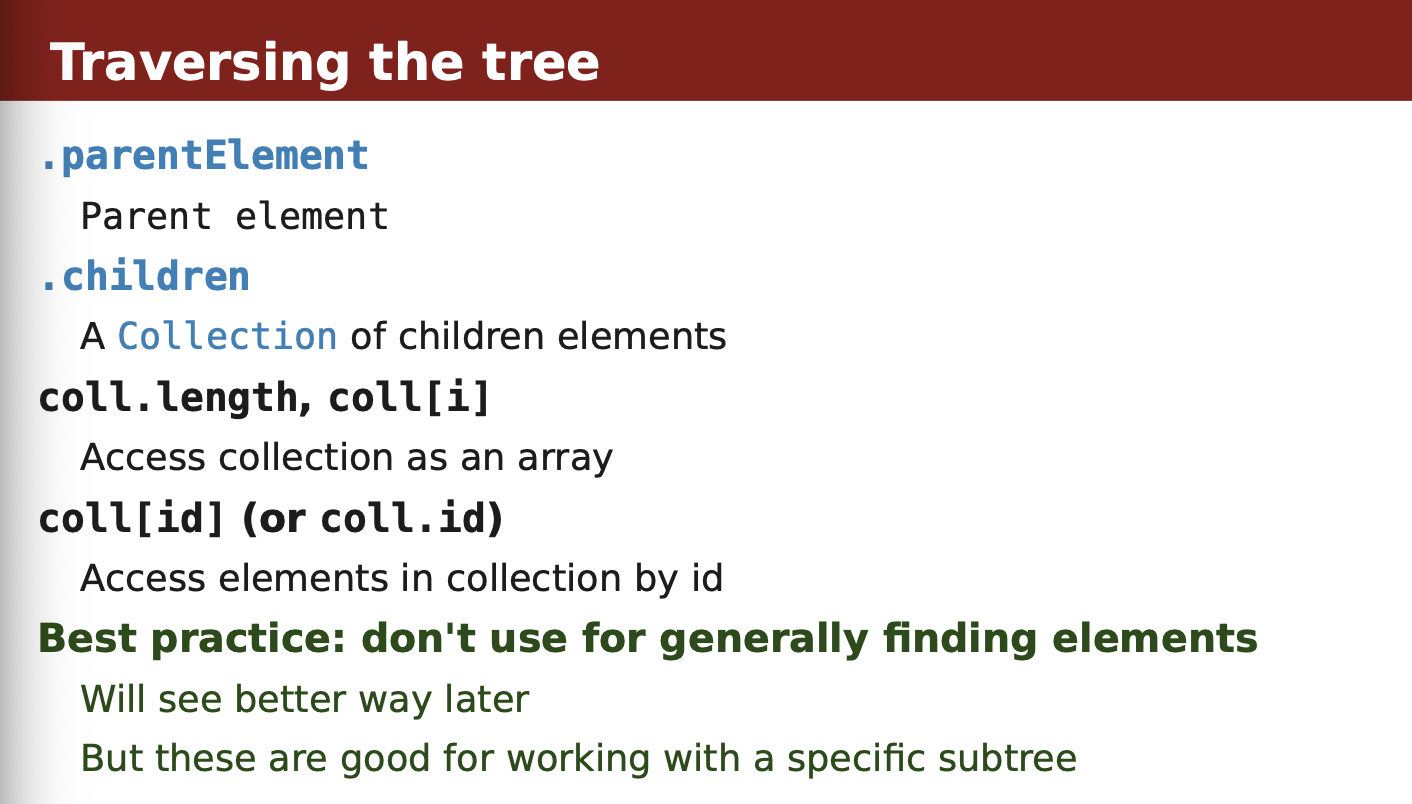 Traversing the tree
.parentElement
Parent element
.children
A Collection of children elements
coll.length, coll[i]
Access collection as an array
coll[id] (or coll.id)
Access elements in collection by id
Best practice: don't use for generally finding elements
Will see better way later
But these are good for working with a specific subtree